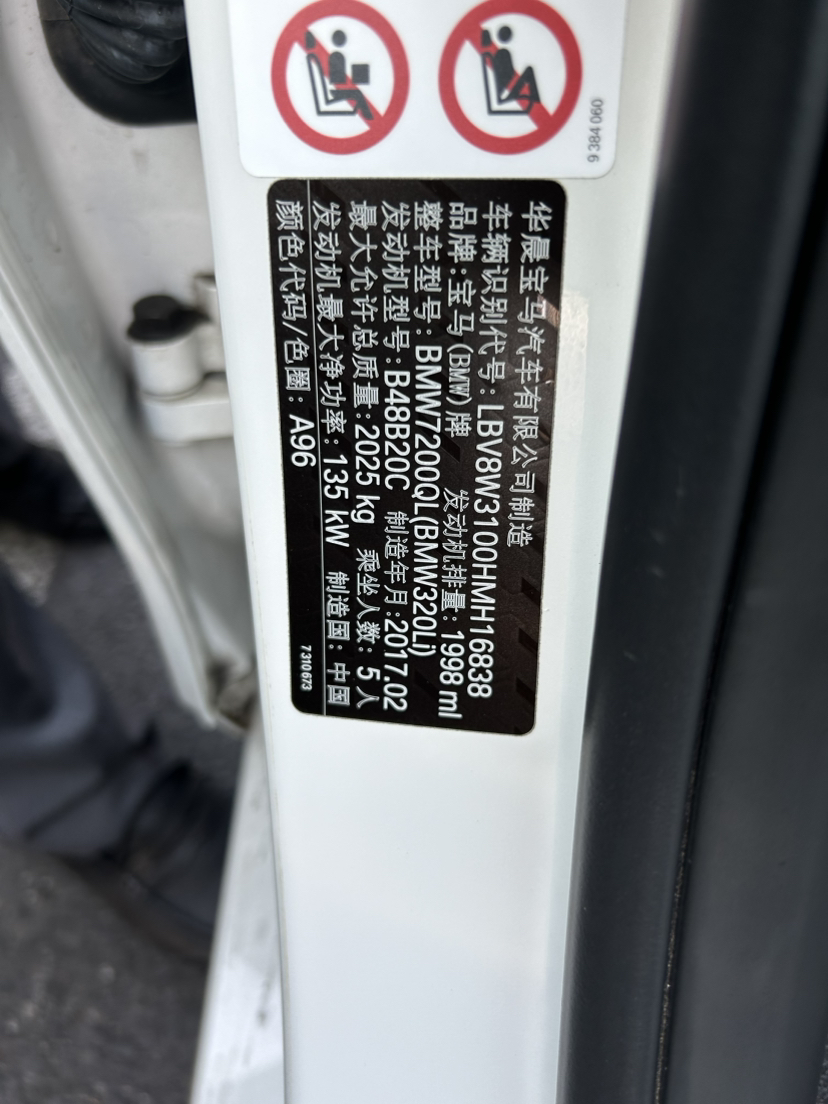 9 384 060
华晨宝马汽车有限公司制造
车辆识别代号: LBV8W3100HMH16838
品牌: 宝马(BMW)牌 发动机排量: 1998 ml
整车型号: BMW7200QL(BMW320Li)
发动机型号: B48B20C 制造年月: 2017.02
最大允许总质量: 2025 kg 乘坐人数: 5人
发动机最大净功率: 135 kW 制造国: 中国
颜色代码/色圈: A96
7 310 673